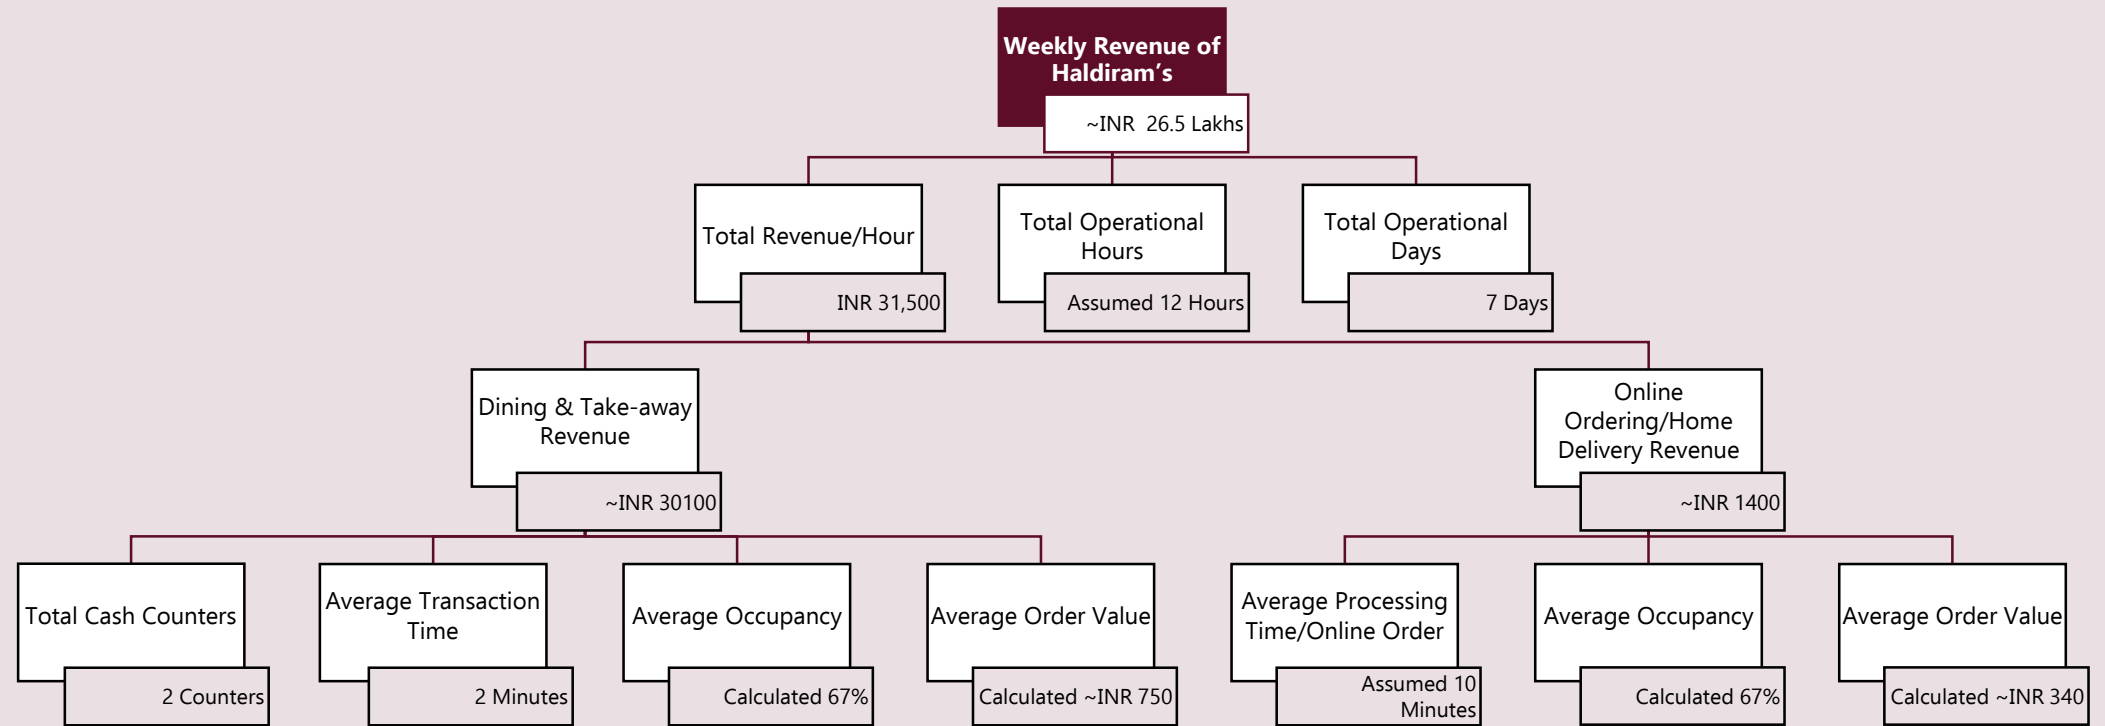 Weekly Revenue of
Haldiram’s
~INR  26.5 Lakhs
Total Revenue/Hour
INR 31,500
Total Operational
Hours
Assumed 12 Hours
Total Operational
Days
7 Days
Dining & Take-away
Revenue
~INR 30100
Online
Ordering/Home
Delivery Revenue
~INR 1400
Total Cash Counters
2 Counters
Average Transaction
Time
2 Minutes
Average Occupancy
Calculated 67%
Average Order Value
Calculated ~INR 750
Average Processing
Time/Online Order
Assumed 10
Minutes
Average Occupancy
Calculated 67%
Average Order Value
Calculated ~INR 340